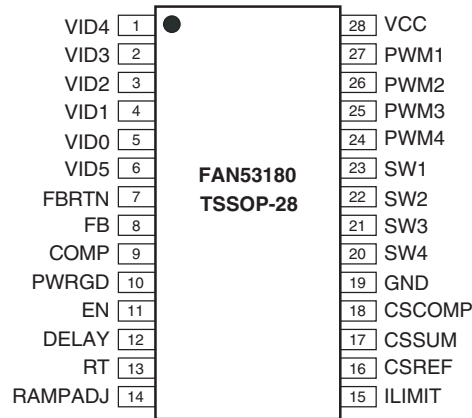 VID4 1 28 VCC
VID3 2 27 PWM1
VID2 3 26 PWM2
VID1 4 25 PWM3
VID0 5 24 PWM4
VID5 6 FAN53180 23 SW1
FBRTN 7 TSSOP-28 22 SW2
FB 8 21 SW3
COMP 9 20 SW4
PWRGD 10 19 GND
EN 11 18 CSCOMP
DELAY 12 17 CSSUM
RT 13 16 CSREF
RAMPADJ 14 15 ILIMIT